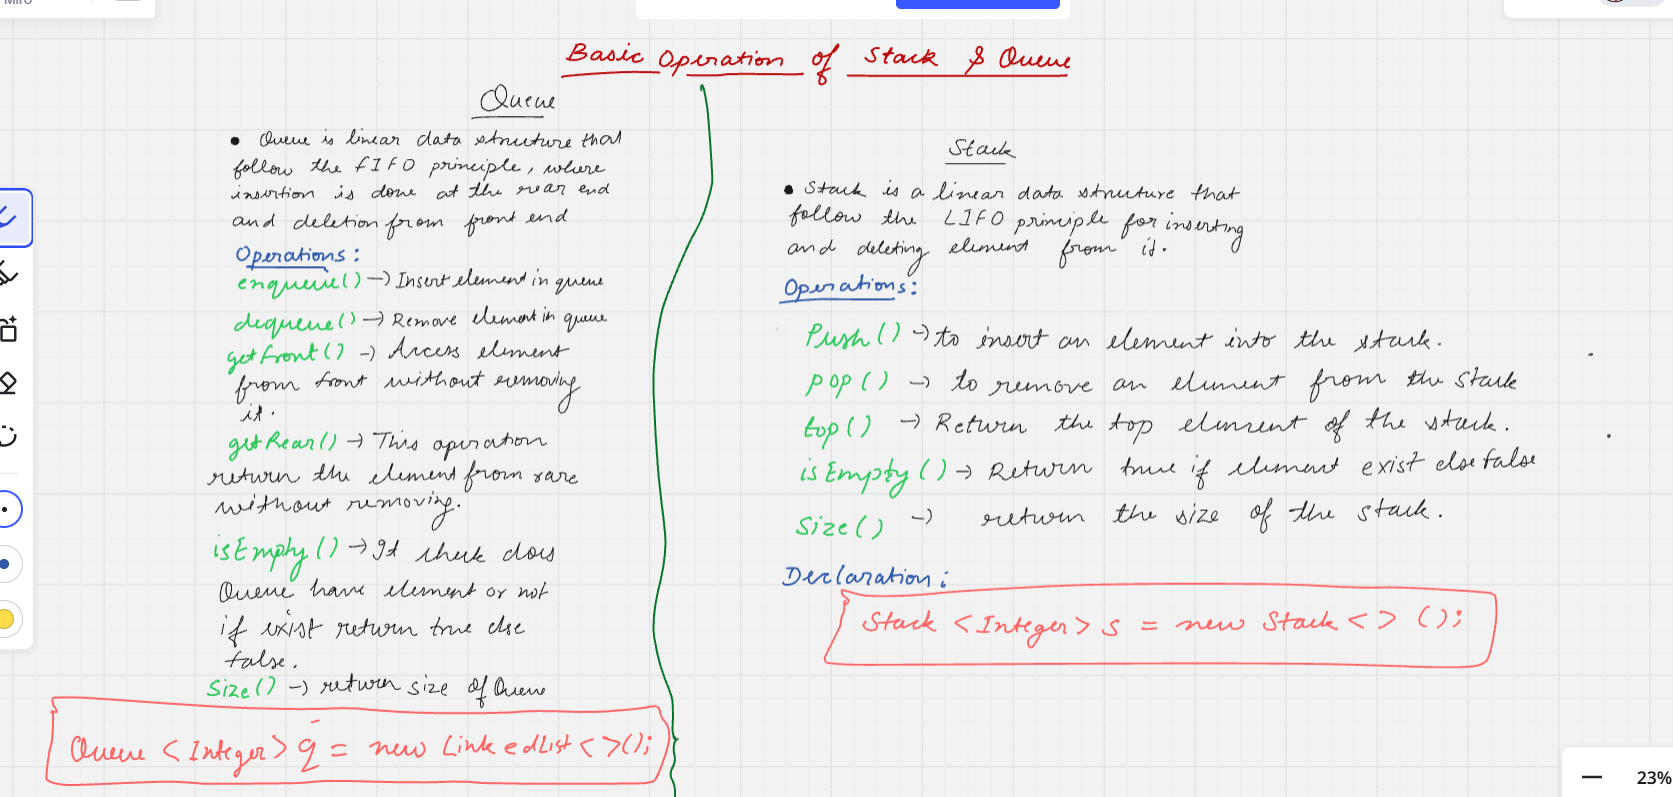 Miro
Basic Operation of Stack & Queue
Queue
• Queue is linear data structure that
follow the FIFO principle, where
insertion is done at the rear end
and deletion from front end
Operations:
enqueue() → Insert element in queue
dequeue() → Remove element in queue
getFront() → Access element
from front without removing
it.
getRear() → This operation
return the element from rare
without removing.
isEmpty() → It check does
Queue have element or not
if exist return true else
false.
Size() → return size of Queue
Queue <Integer> q = new LinkedList<>();
Stack
• Stack is a linear data struture that
follow the LIFO principle for inserting
and deleting element from it.
Operations:
Push() → to insert an element into the stack.
pop() → to remove an element from the stack
top() → Return the top element of the stack.
isEmpty() → Return true if element exist else false
Size() → return the size of the stack.
Declaration:
Stack <Integer> s = new Stack<>();
23%